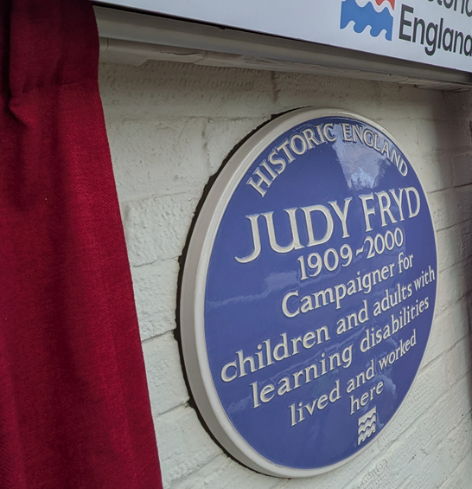 England
HISTORIC ENGLAND
JUDY FRYD
1909~2000
Campaigner for
children and adults with
learning disabilities
lived and worked
here